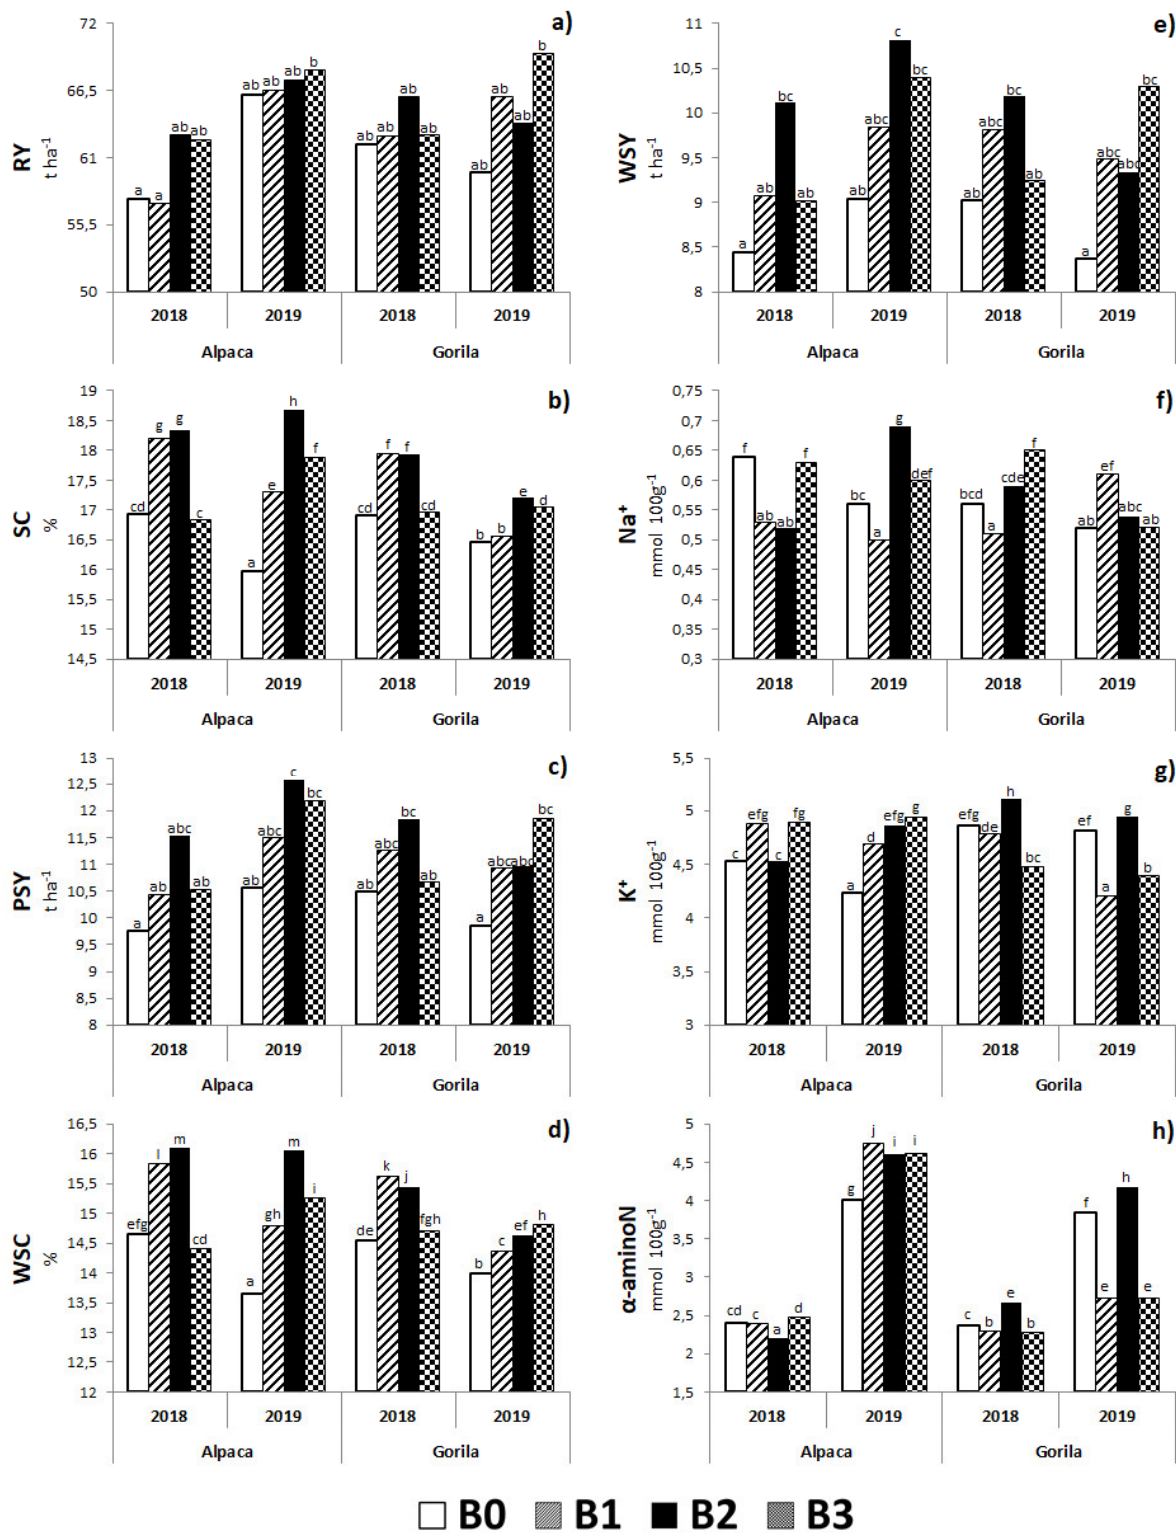 a)
RY
t ha⁻¹
72
66,5
61
55,5
50
a a ab ab ab ab ab b ab ab ab ab ab ab ab b
2018 2019 2018 2019
Alpaca Gorila
e)
WSY
t ha⁻¹
11
10,5
10
9,5
9
8,5
8
a ab bc ab ab abc c bc ab abc bc ab a abc abc bc
2018 2019 2018 2019
Alpaca Gorila
b)
SC
%
19
18,5
18
17,5
17
16,5
16
15,5
15
14,5
cd g g c a e h f cd f f cd b b e d
2018 2019 2018 2019
Alpaca Gorila
f)
Na⁺
mmol 100g⁻¹
0,75
0,7
0,65
0,6
0,55
0,5
0,45
0,4
0,35
0,3
f ab ab f bc a g def bcd a cde f ab ef abc ab
2018 2019 2018 2019
Alpaca Gorila
c)
PSY
t ha⁻¹
13
12,5
12
11,5
11
10,5
10
9,5
9
8,5
8
a ab abc ab ab abc c bc ab abc bc ab a abc abc bc
2018 2019 2018 2019
Alpaca Gorila
g)
K⁺
mmol 100g⁻¹
5,5
5
4,5
4
3,5
3
c efg c fg a d efg g efg de h bc ef a g b
2018 2019 2018 2019
Alpaca Gorila
d)
WSC
%
16,5
16
15,5
15
14,5
14
13,5
13
12,5
12
efg l m cd a gh m i de k j fgh b c ef h
2018 2019 2018 2019
Alpaca Gorila
h)
α-aminoN
mmol 100g⁻¹
5
4,5
4
3,5
3
2,5
2
1,5
cd c a d g j i i c b e b f e h e
2018 2019 2018 2019
Alpaca Gorila
B0 B1 B2 B3